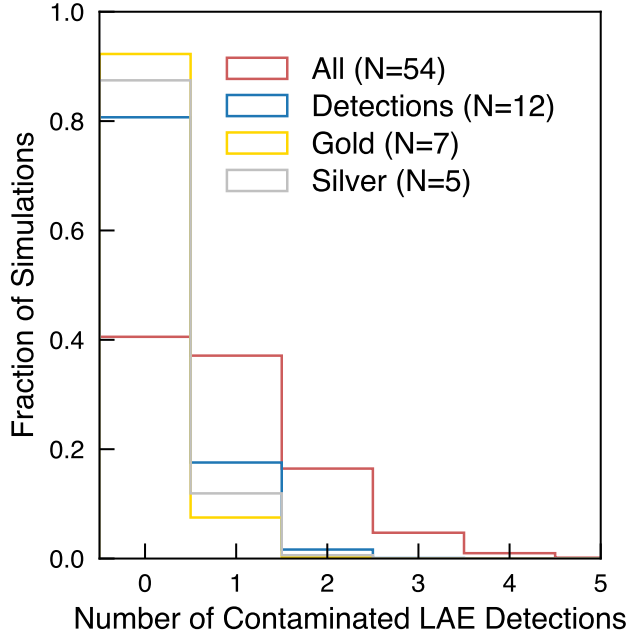 1.0
0.8
0.6
0.4
0.2
0.0
Fraction of Simulations
All (N=54)
Detections (N=12)
Gold (N=7)
Silver (N=5)
0 1 2 3 4 5
Number of Contaminated LAE Detections